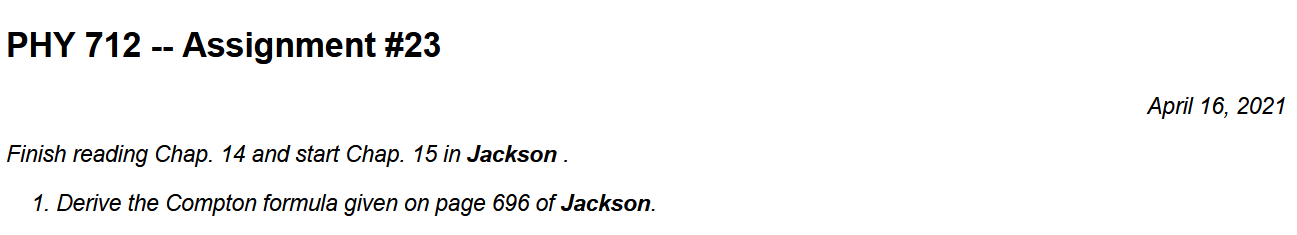 PHY 712 -- Assignment #23
April 16, 2021
Finish reading Chap. 14 and start Chap. 15 in Jackson .
1. Derive the Compton formula given on page 696 of Jackson.